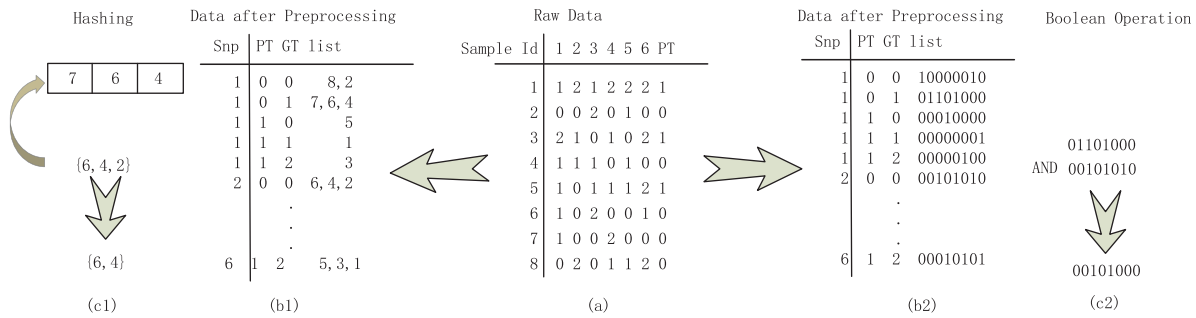 Hashing
7 6 4
{6,4,2}
{6,4}
(c1)
Data after Preprocessing
Snp PT GT list
1 0 0 8,2
1 0 1 7,6,4
1 1 0 5
1 1 1 1
1 1 2 3
2 0 0 6,4,2
.
.
.
6 1 2 5,3,1
(b1)
Raw Data
Sample Id 1 2 3 4 5 6 PT
1 1 2 1 2 2 2 1
2 0 0 2 0 1 0 0
3 2 1 0 1 0 2 1
4 1 1 1 0 1 0 0
5 1 0 1 1 1 2 1
6 1 0 2 0 0 1 0
7 1 0 0 2 0 0 0
8 0 2 0 1 1 2 0
(a)
Data after Preprocessing
Snp PT GT list
1 0 0 10000010
1 0 1 01101000
1 1 0 00010000
1 1 1 00000001
1 1 2 00000100
2 0 0 00101010
.
.
.
6 1 2 00010101
(b2)
Boolean Operation
01101000
AND 00101010
00101000
(c2)